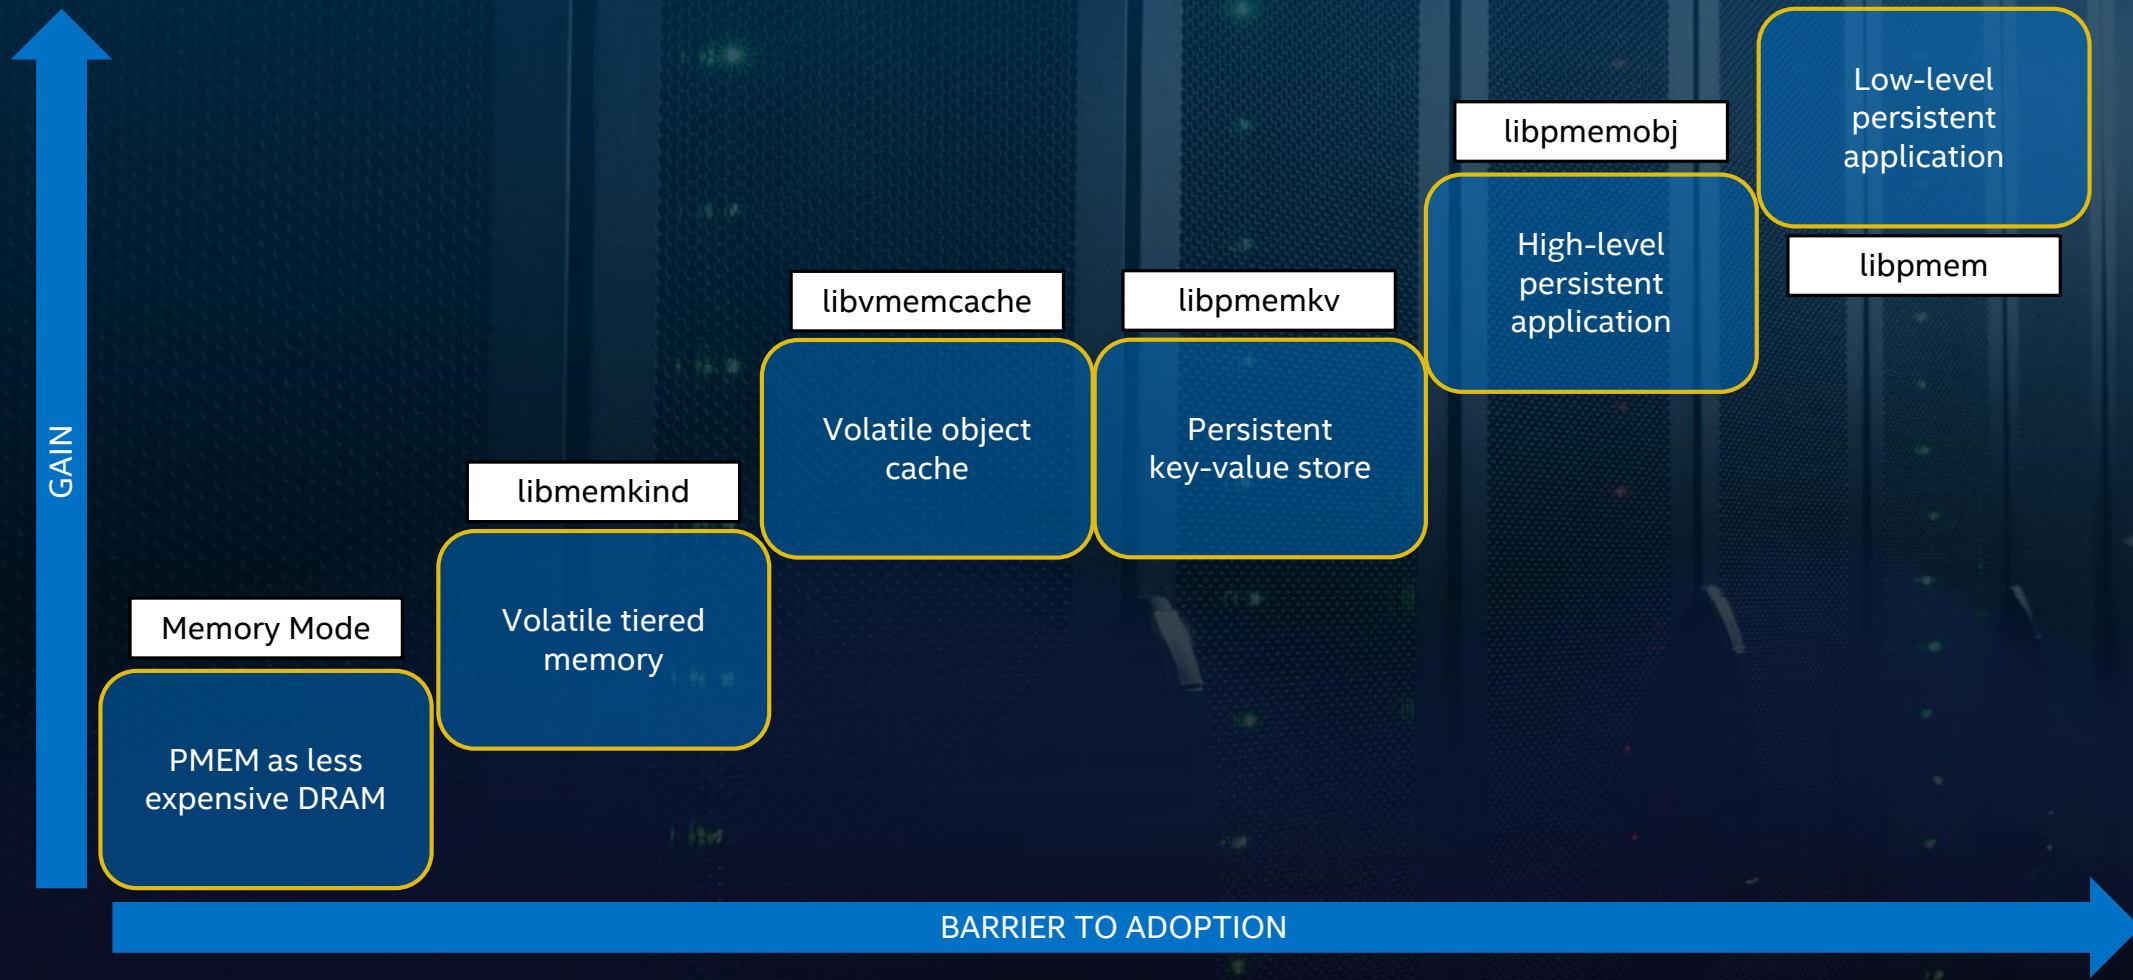 GAIN
Memory Mode
PMEM as less
expensive DRAM
libmemkind
Volatile tiered
memory
libvmemcache
Volatile object
cache
libpmemkv
Persistent
key-value store
libpmemobj
High-level
persistent
application
Low-level
persistent
application
libpmem
BARRIER TO ADOPTION